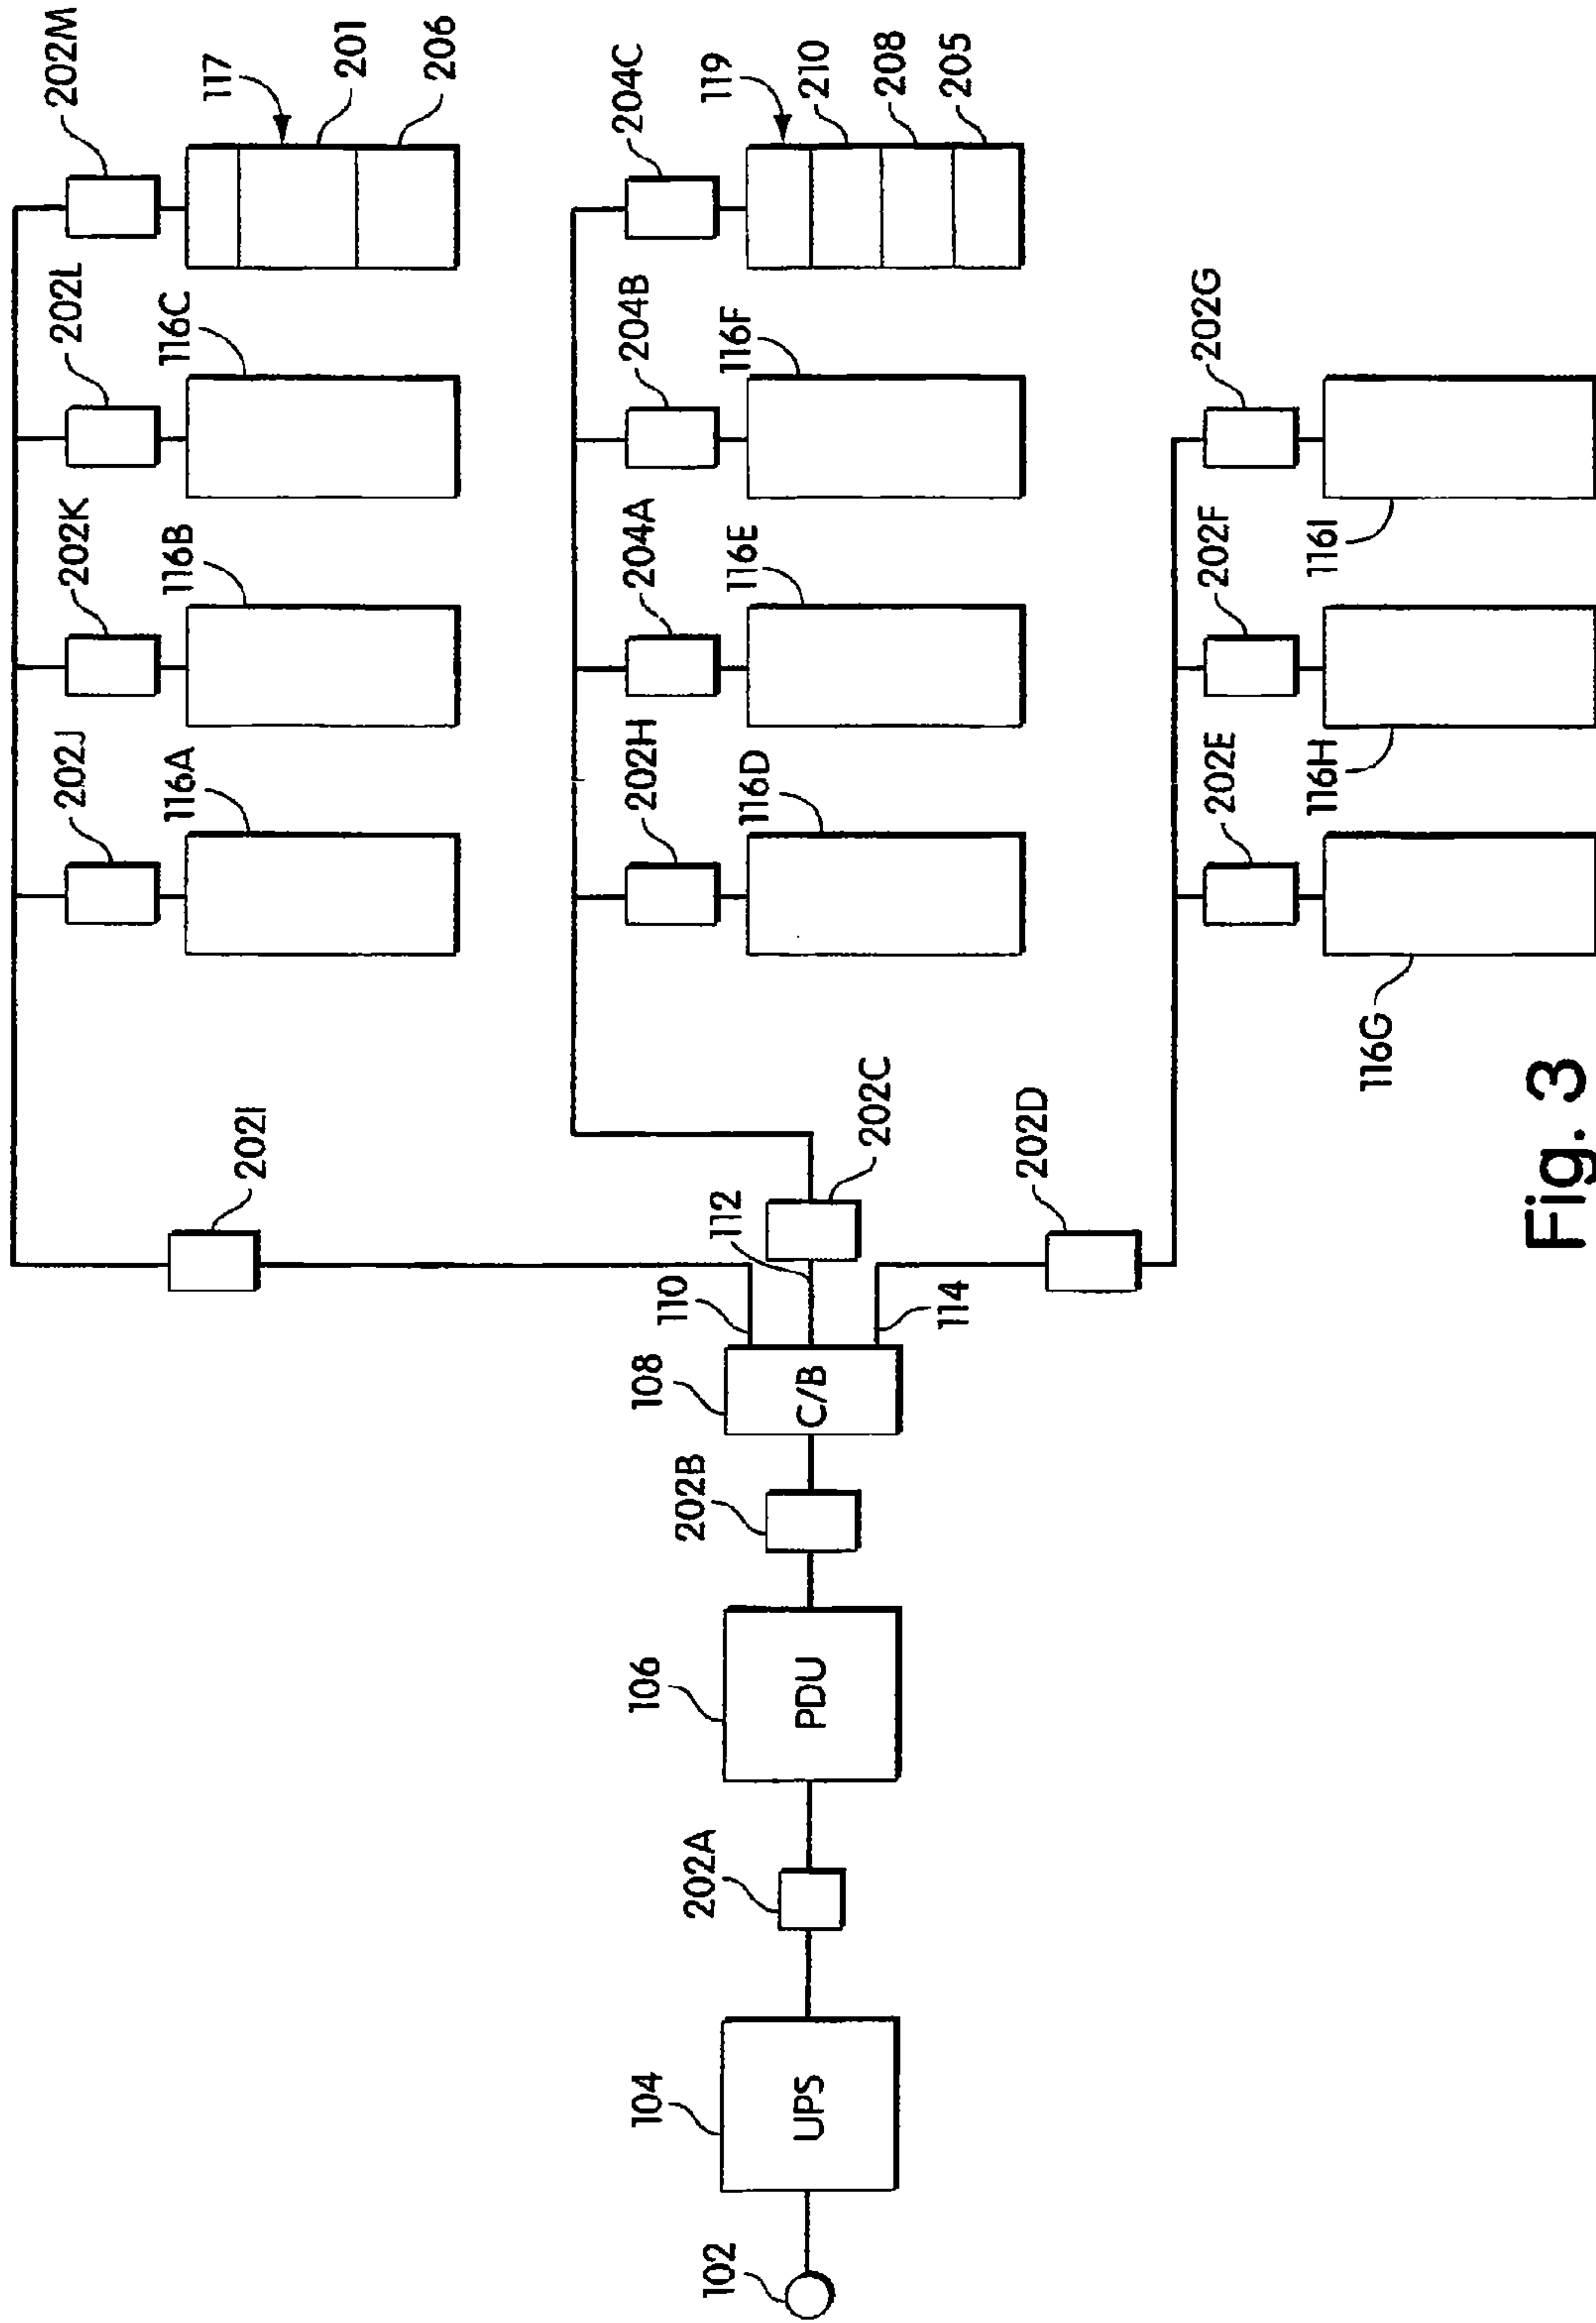 202M
117
201
206
202L
116C
202K
116B
202J
116A
202I
204C
119
210
208
205
204B
116F
204A
116E
202H
116D
202C
112
110
114
202D
202G
116I
202F
116H
202E
116G
108
C/B
202B
106
PDU
202A
104
UPS
102
Fig. 3